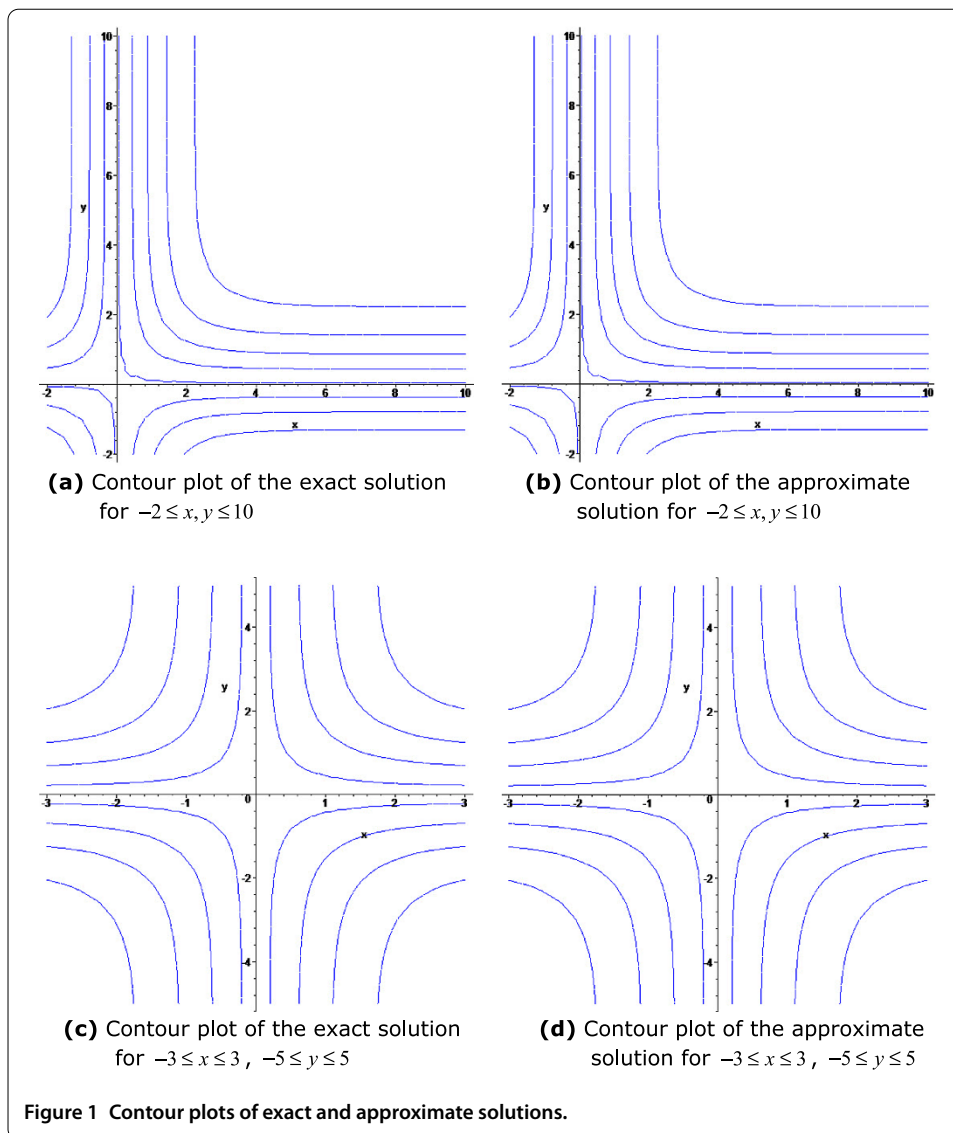 10
8
6
y
4
2
-2 2 4 6 8 10
x
-2
10
8
6
y
4
2
-2 2 4 6 8 10
x
-2
(a) Contour plot of the exact solution
for −2 ≤ x, y ≤ 10
(b) Contour plot of the approximate
solution for −2 ≤ x, y ≤ 10
4
y
2
-3 -2 -1 0 1 2 3
x
-2
-4
4
y
2
-3 -2 -1 0 1 2 3
x
-2
-4
(c) Contour plot of the exact solution
for −3 ≤ x ≤ 3 , −5 ≤ y ≤ 5
(d) Contour plot of the approximate
solution for −3 ≤ x ≤ 3 , −5 ≤ y ≤ 5
Figure 1 Contour plots of exact and approximate solutions.